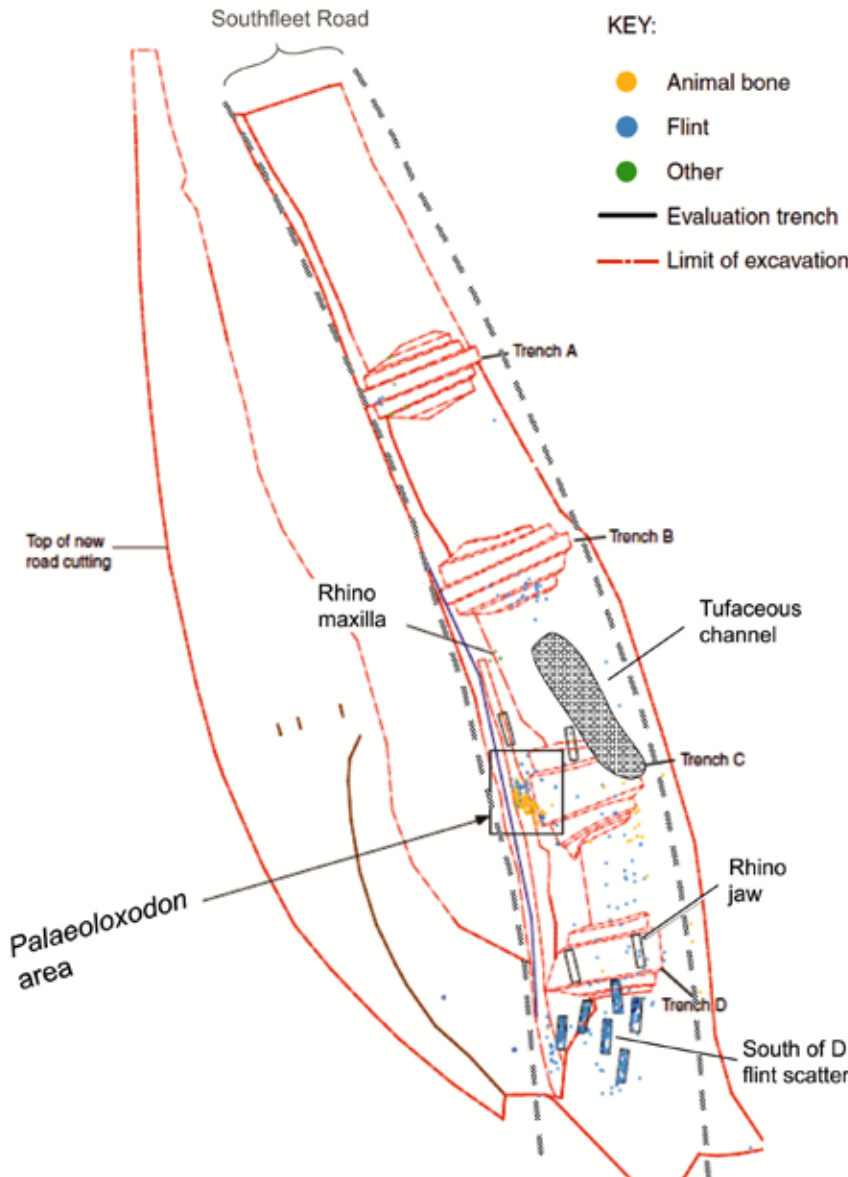 Southfleet Road
KEY:
Animal bone
Flint
Other
Evaluation trench
Limit of excavation
Trench A
Top of new
road cutting
Trench B
Rhino
maxilla
Tufaceous
channel
Trench C
Palaeoloxodon
area
Rhino
jaw
Trench D
South of D
flint scatter